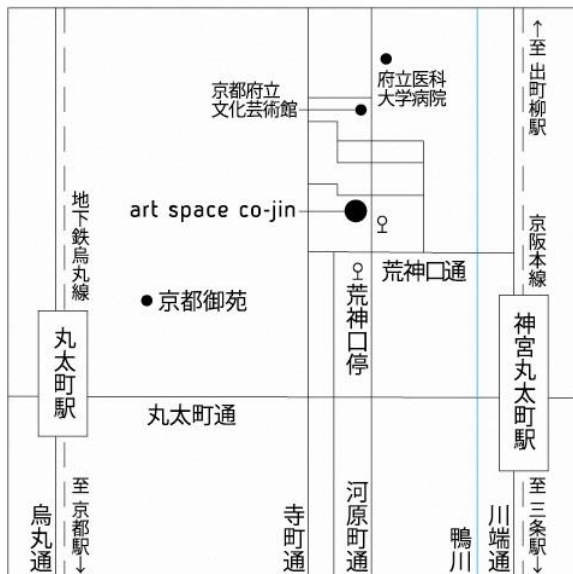 ↑至 出町柳駅
府立医科
大学病院
京都府立
文化芸術館
地下鉄烏丸線
art space co-jin
京阪本線
荒神口通
荒神口停
京都御苑
丸太町駅
神宮丸太町駅
丸太町通
烏丸通
至 京都駅↓
寺町通
河原町通
鴨川
川端通
至 三条駅↓